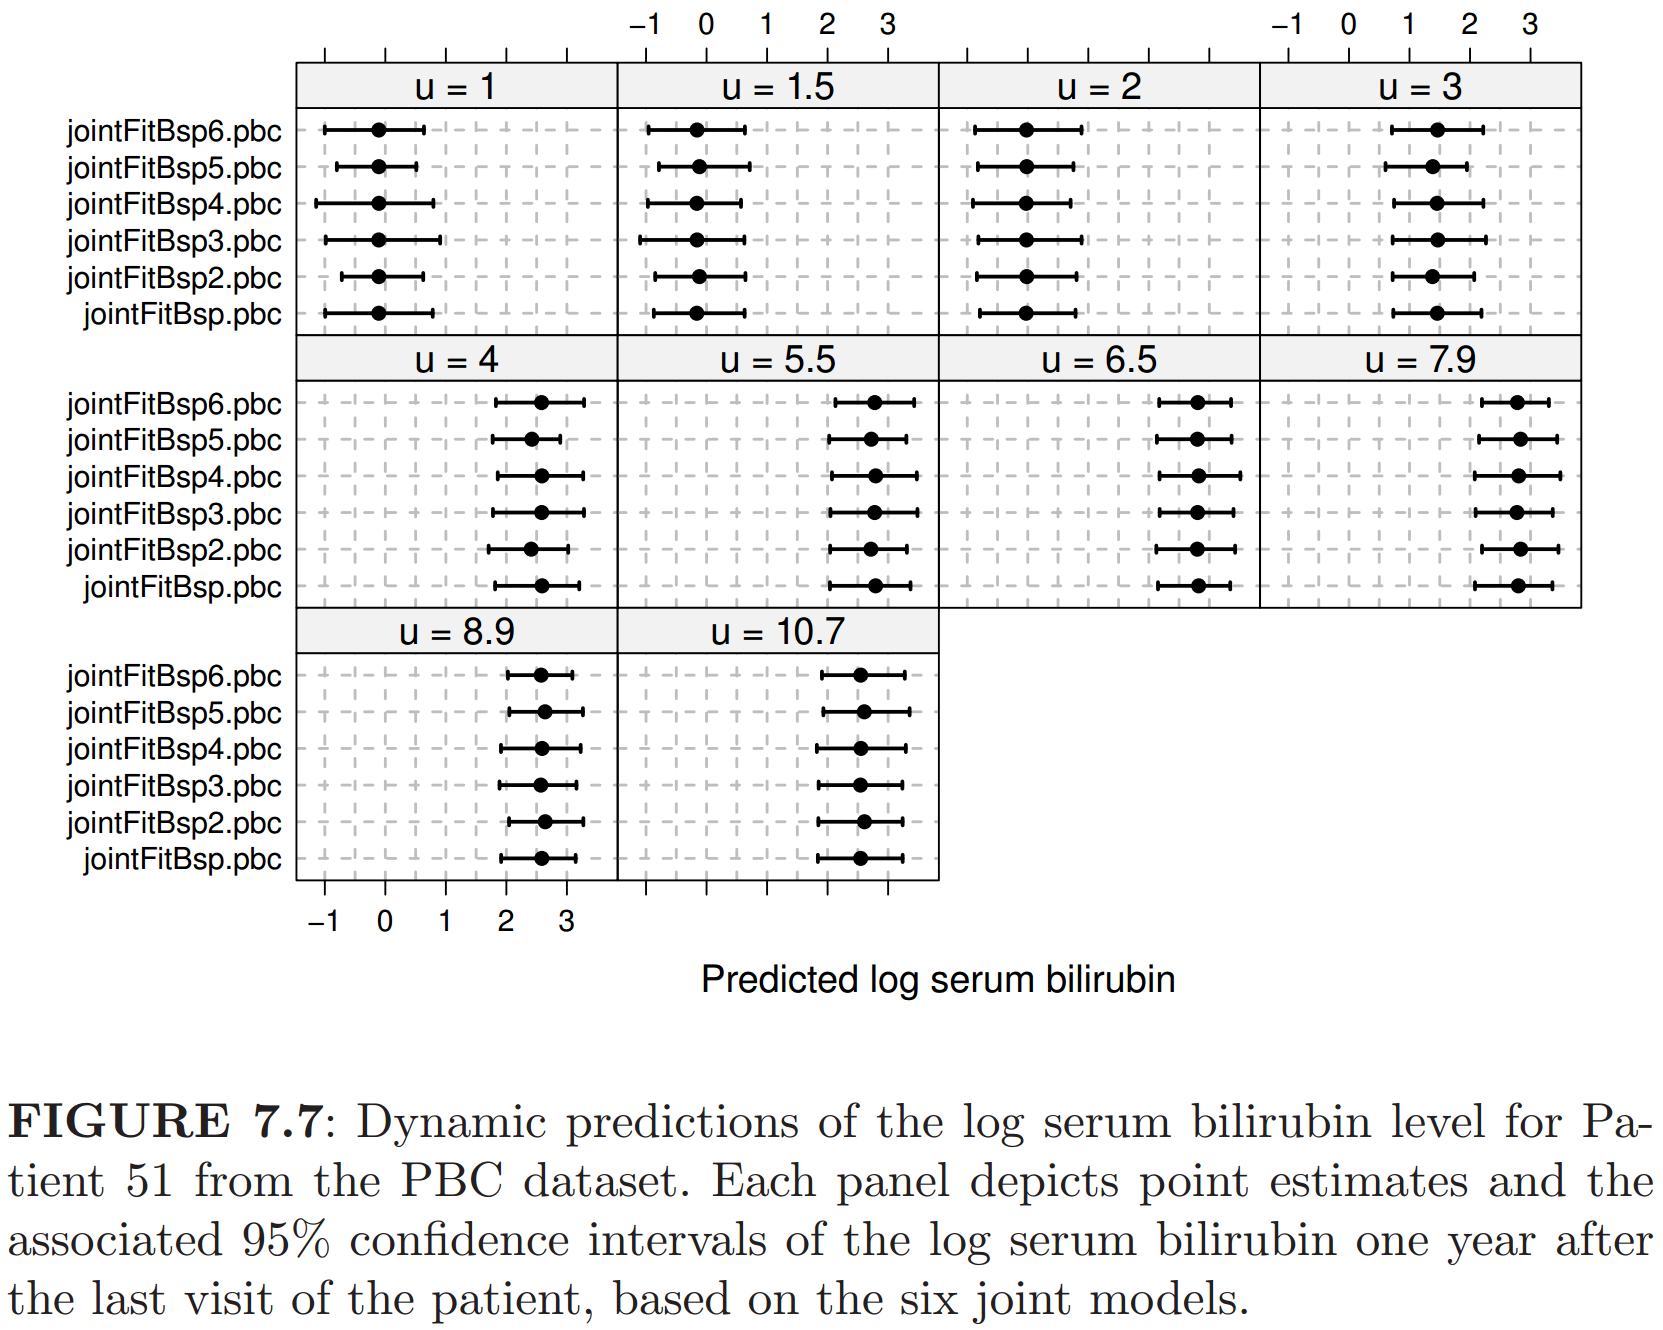 −1 0 1 2 3 −1 0 1 2 3
u = 1 u = 1.5 u = 2 u = 3
jointFitBsp6.pbc
jointFitBsp5.pbc
jointFitBsp4.pbc
jointFitBsp3.pbc
jointFitBsp2.pbc
jointFitBsp.pbc
u = 4 u = 5.5 u = 6.5 u = 7.9
jointFitBsp6.pbc
jointFitBsp5.pbc
jointFitBsp4.pbc
jointFitBsp3.pbc
jointFitBsp2.pbc
jointFitBsp.pbc
u = 8.9 u = 10.7
jointFitBsp6.pbc
jointFitBsp5.pbc
jointFitBsp4.pbc
jointFitBsp3.pbc
jointFitBsp2.pbc
jointFitBsp.pbc
−1 0 1 2 3
Predicted log serum bilirubin
FIGURE 7.7: Dynamic predictions of the log serum bilirubin level for Pa-
tient 51 from the PBC dataset. Each panel depicts point estimates and the
associated 95% confidence intervals of the log serum bilirubin one year after
the last visit of the patient, based on the six joint models.